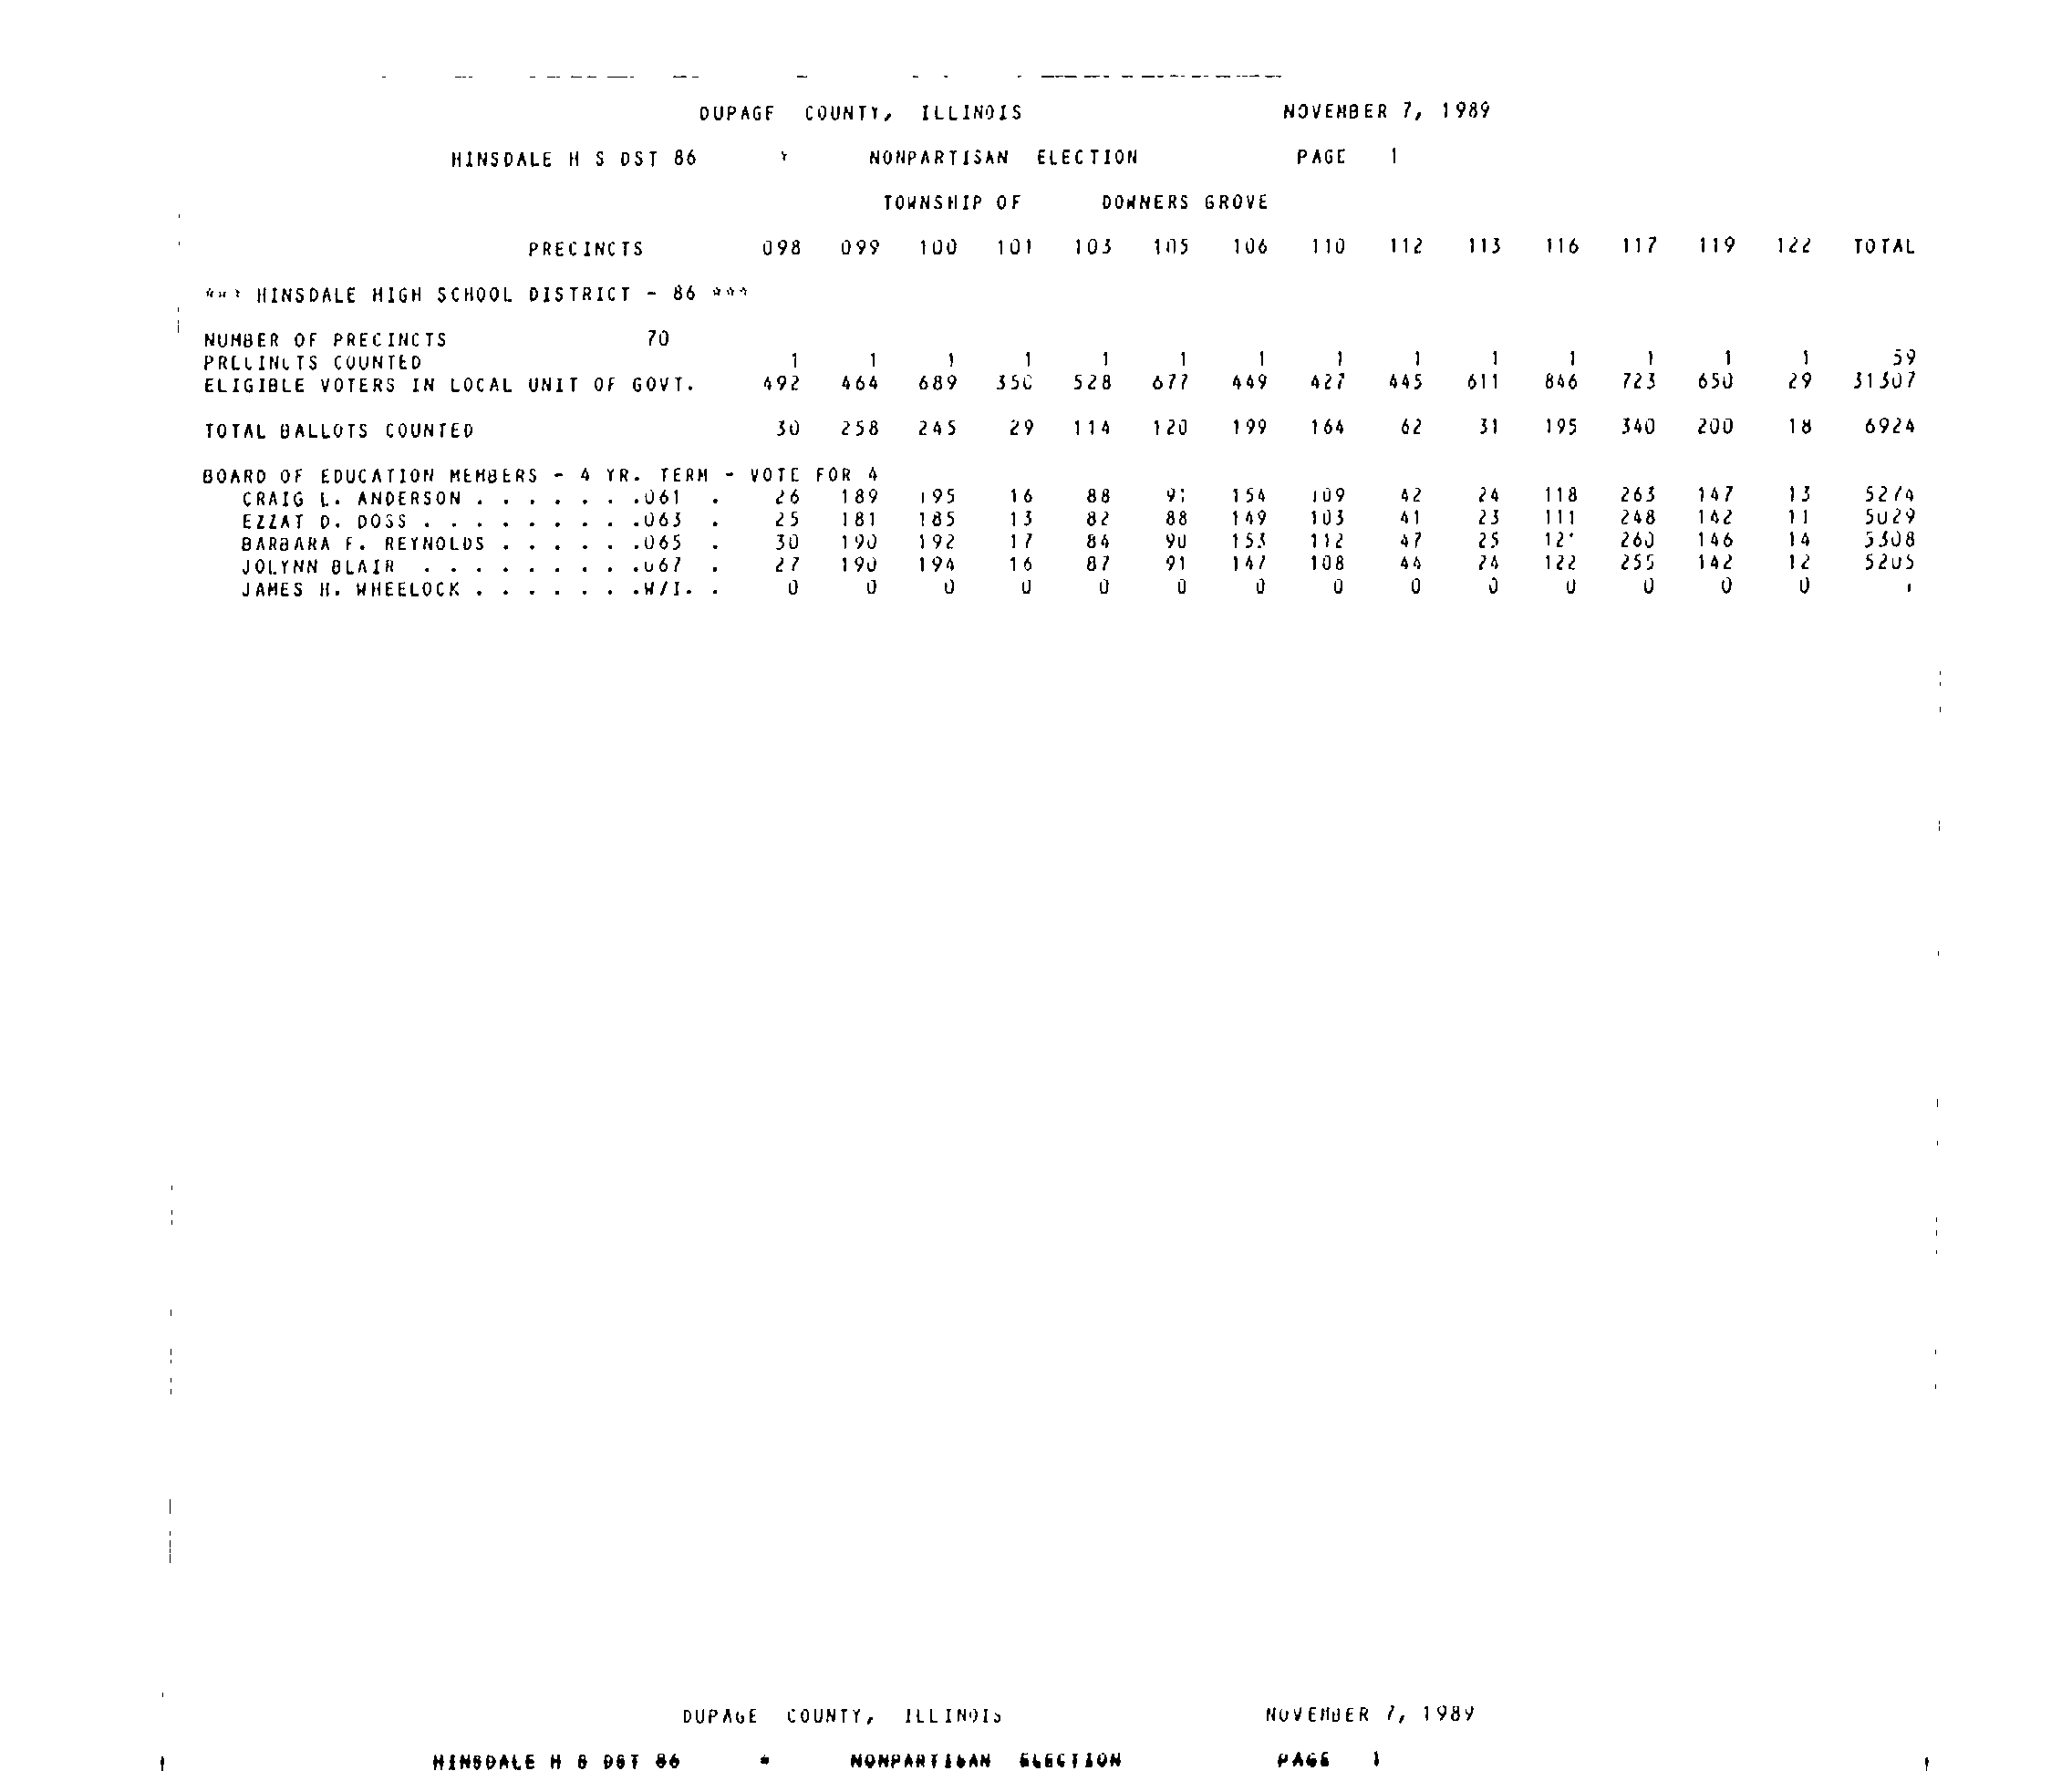 DUPAGE COUNTY, ILLINOIS NOVEMBER 7, 1989
HINSDALE H S DST 86 * NONPARTISAN ELECTION PAGE 1
TOWNSHIP OF DOWNERS GROVE
PRECINCTS 098 099 100 101 103 105 106 110 112 113 116 117 119 122 TOTAL
*** HINSDALE HIGH SCHOOL DISTRICT - 86 ***
NUMBER OF PRECINCTS 70
PRECINCTS COUNTED 1 1 1 1 1 1 1 1 1 1 1 1 1 1 59
ELIGIBLE VOTERS IN LOCAL UNIT OF GOVT. 492 464 689 350 528 677 449 427 445 611 846 723 650 29 31307
TOTAL BALLOTS COUNTED 30 258 245 29 114 120 199 164 62 31 195 340 200 18 6924
BOARD OF EDUCATION MEMBERS - 4 YR. TERM - VOTE FOR 4
CRAIG L. ANDERSON . . . . . . .061 . 26 189 195 16 88 154 109 42 24 118 263 147 13 5274
EZZAT D. DOSS . . . . . . . . .063 . 25 181 185 13 82 88 149 103 41 23 111 248 142 11 5029
BARBARA F. REYNOLDS . . . . . .065 . 30 190 192 17 84 90 153 112 47 25 260 146 14 5308
JOLYNN BLAIR . . . . . . . . .067 . 27 190 194 16 87 91 147 108 44 24 122 255 142 12 5205
JAMES H. WHEELOCK . . . . . . .W/I. . 0 0 0 0 0 0 0 0 0 0 0 0 0 0
DUPAGE COUNTY, ILLINOIS NOVEMBER 7, 1989
HINSDALE H S DST 86 * NONPARTISAN ELECTION PAGE 1